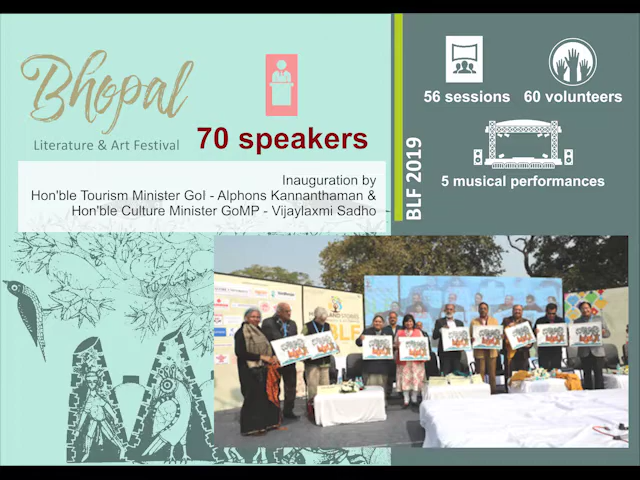 Bhopal
Literature & Art Festival
70 speakers
Inauguration by
Hon'ble Tourism Minister GoI - Alphons Kannanthaman &
Hon'ble Culture Minister GoMP - Vijaylaxmi Sadho
BLF 2019
56 sessions
60 volunteers
5 musical performances
BLF